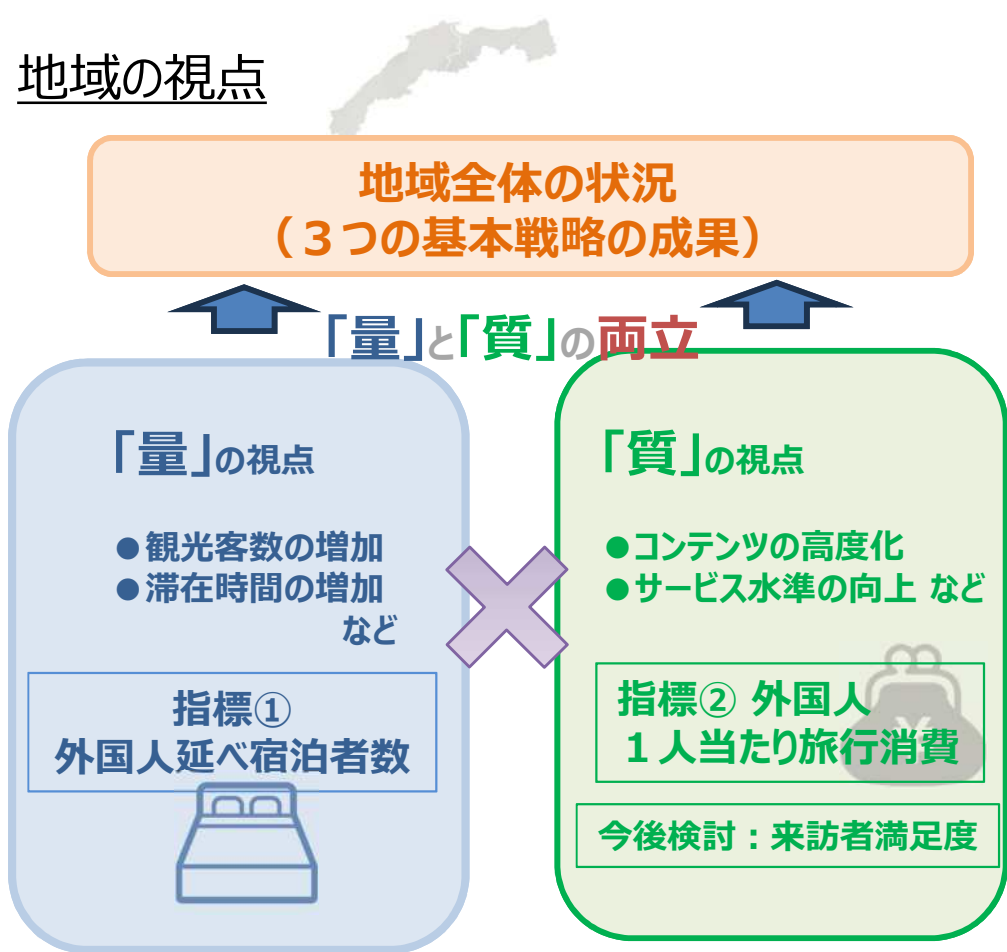 地域の視点
地域全体の状況
（３つの基本戦略の成果）
「量」と「質」の両立
「量」の視点
●観光客数の増加
●滞在時間の増加
など
指標①
外国人延べ宿泊者数
「質」の視点
●コンテンツの高度化
●サービス水準の向上 など
指標② 外国人
１人当たり旅行消費
今後検討：来訪者満足度
¥